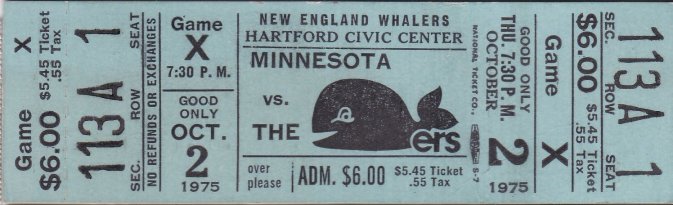 Game
X
$6.00
$5.45 Ticket
.55 Tax
SEC.
113
ROW
A
SEAT
1
NO REFUNDS OR EXCHANGES
Game
X
7:30 P. M.
GOOD
ONLY
OCT.
2
1975
NEW ENGLAND WHALERS
HARTFORD CIVIC CENTER
MINNESOTA
vs.
THE
ers
over
please
ADM. $6.00
$5.45 Ticket
.55 Tax
NATIONAL TICKET CO.,
S-7
GOOD ONLY
THU 7:30 P.M.
OCTOBER
2
1975
Game
X
$6.00
$5.45 Ticket
.55 Tax
SEC.
113
ROW
A
SEAT
1